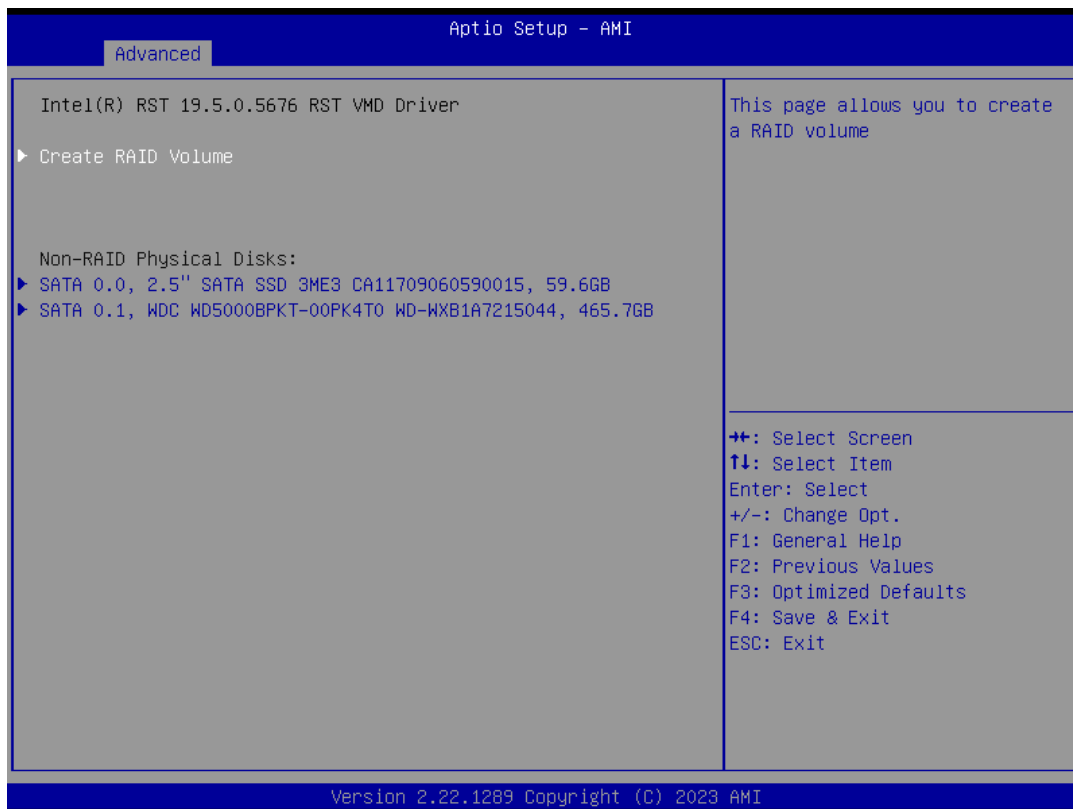 Aptio Setup – AMI
Advanced
Intel(R) RST 19.5.0.5676 RST VMD Driver
Create RAID Volume
Non-RAID Physical Disks:
SATA 0.0, 2.5" SATA SSD 3ME3 CA11709060590015, 59.6GB
SATA 0.1, WDC WD5000BPKT-00PK4T0 WD-WXB1A7215044, 465.7GB
This page allows you to create
a RAID volume
→←: Select Screen
↑↓: Select Item
Enter: Select
+/-: Change Opt.
F1: General Help
F2: Previous Values
F3: Optimized Defaults
F4: Save & Exit
ESC: Exit
Version 2.22.1289 Copyright (C) 2023 AMI